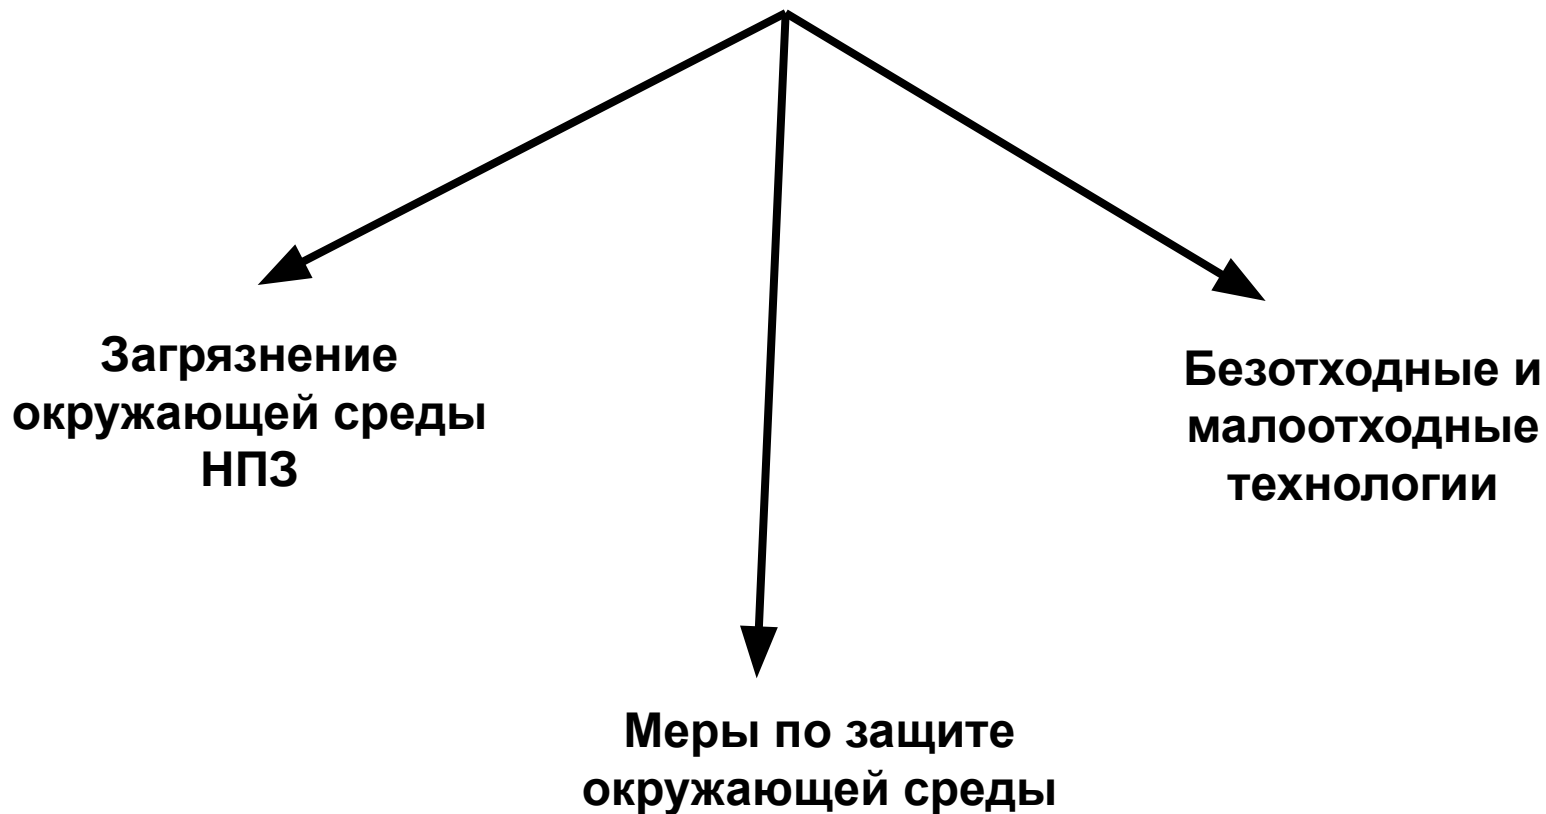 Загрязнение
окружающей среды
НПЗ
Безотходные и
малоотходные
технологии
Меры по защите
окружающей среды